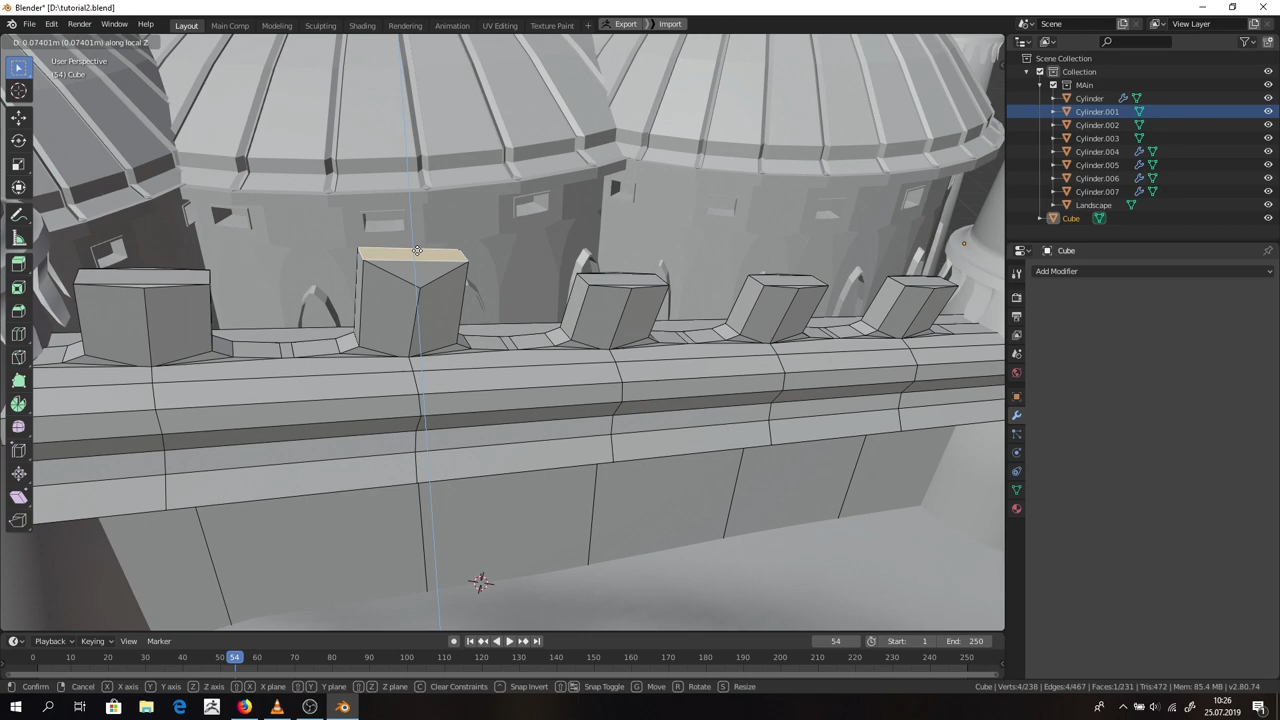 Blender* [D:\tutorial2.blend]
File Edit Render Window Help Layout Main Comp Modeling Sculpting Shading Rendering Animation UV Editing Texture Paint + Export Import Scene View Layer
D: 0.07401m (0.07401m) along local Z
User Perspective
(54) Cube
Scene Collection
Collection
MAin
Cylinder
Cylinder.001
Cylinder.002
Cylinder.003
Cylinder.004
Cylinder.005
Cylinder.006
Cylinder.007
Landscape
Cube
Cube
Add Modifier
Playback Keying View Marker 54 Start: 1 End: 250
0 10 20 30 40 50 54 60 70 80 90 100 110 120 130 140 150 160 170 180 190 200 210 220 230 240 250
Confirm Cancel X X axis Y Y axis Z Z axis X X plane Y Y plane Z Z plane C Clear Constraints Snap Invert Snap Toggle G Move R Rotate S Resize Cube | Verts:4/238 | Edges:4/467 | Faces:1/231 | Tris:472 | Mem: 85.4 MB | v2.80.74
10:26
25.07.2019